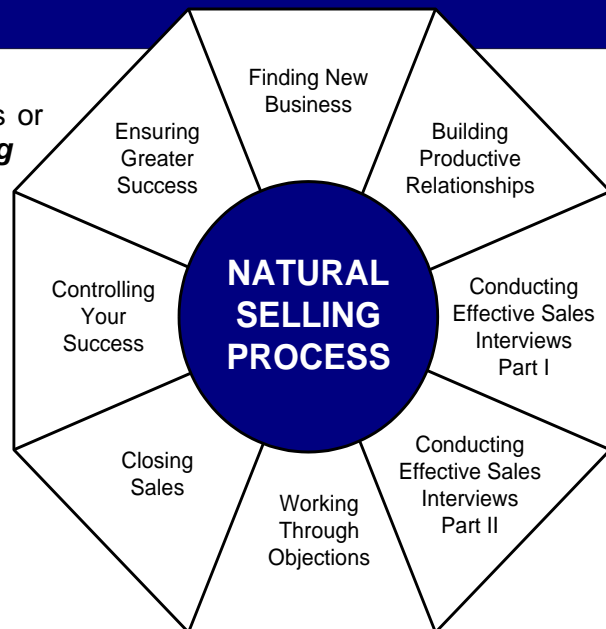 s or
g
Finding New
Business
Building
Productive
Relationships
Conducting
Effective Sales
Interviews
Part I
Conducting
Effective Sales
Interviews
Part II
Working
Through
Objections
Closing
Sales
Controlling
Your
Success
Ensuring
Greater
Success
NATURAL
SELLING
PROCESS